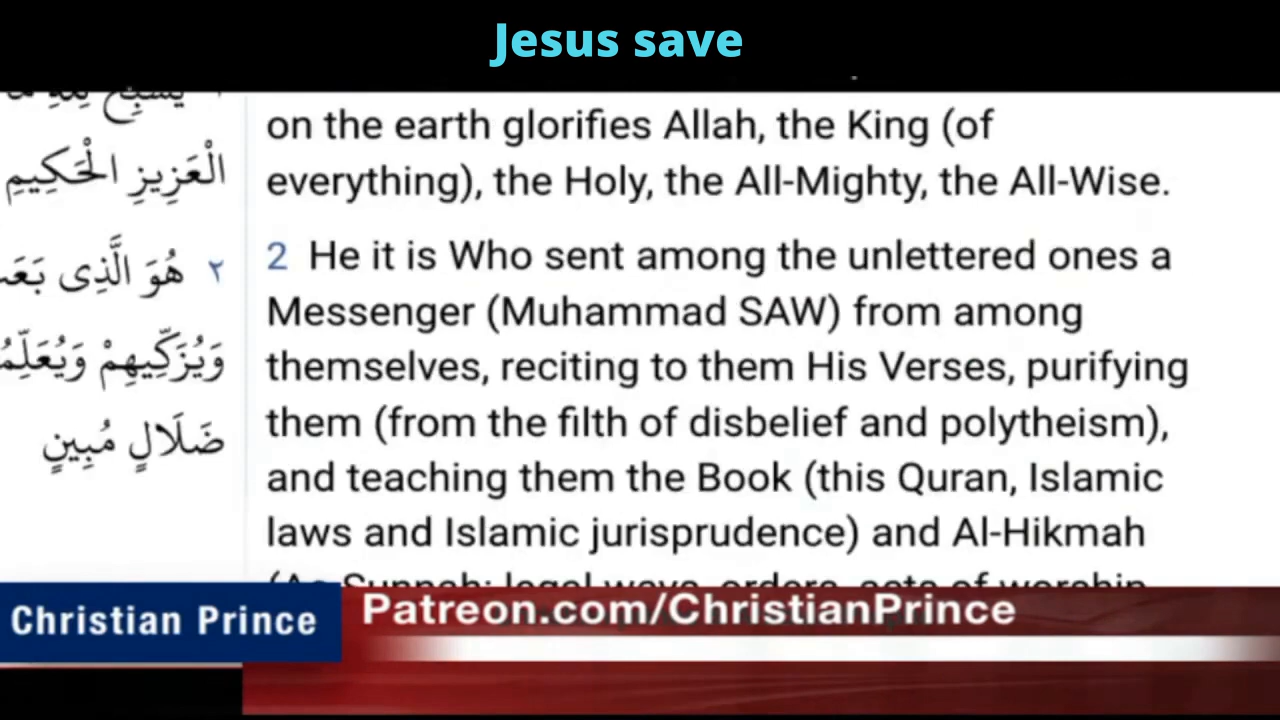 Jesus save
on the earth glorifies Allah, the King (of
everything), the Holy, the All-Mighty, the All-Wise.
2 He it is Who sent among the unlettered ones a
Messenger (Muhammad SAW) from among
themselves, reciting to them His Verses, purifying
them (from the filth of disbelief and polytheism),
and teaching them the Book (this Quran, Islamic
laws and Islamic jurisprudence) and Al-Hikmah
الْعَزِيزِ الْحَكِيمِ
٢ هُوَ الَّذِى
وَيُزَكِّيهِمْ
ضَلَالٍ مُبِينٍ
Christian Prince
Patreon.com/ChristianPrince